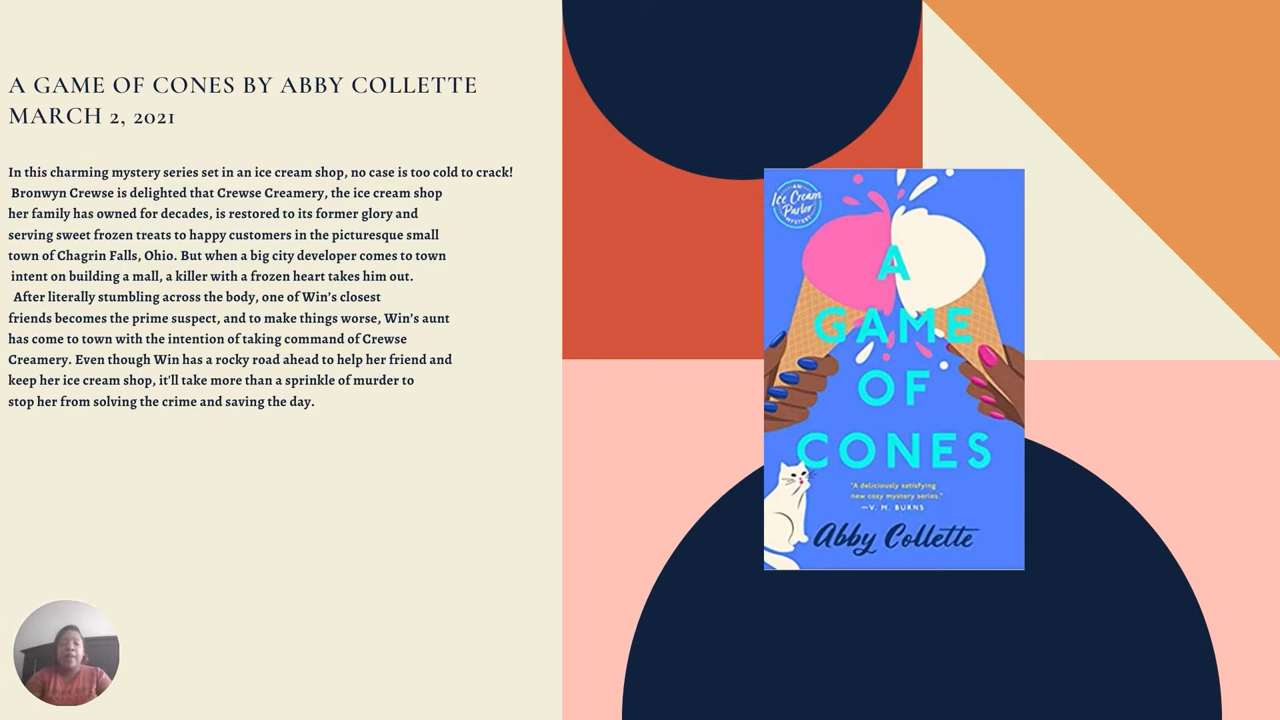 A GAME OF CONES BY ABBY COLLETTE
MARCH 2, 2021
In this charming mystery series set in an ice cream shop, no case is too cold to crack!
Bronwyn Crewse is delighted that Crewse Creamery, the ice cream shop
her family has owned for decades, is restored to its former glory and
serving sweet frozen treats to happy customers in the picturesque small
town of Chagrin Falls, Ohio. But when a big city developer comes to town
intent on building a mall, a killer with a frozen heart takes him out.
After literally stumbling across the body, one of Win's closest
friends becomes the prime suspect, and to make things worse, Win's aunt
has come to town with the intention of taking command of Crewse
Creamery. Even though Win has a rocky road ahead to help her friend and
keep her ice cream shop, it'll take more than a sprinkle of murder to
stop her from solving the crime and saving the day.
AN
Ice Cream
Parlor
MYSTERY
A
GAME
OF
CONES
"A deliciously satisfying
new cozy mystery series."
—V. M. BURNS
Abby Collette